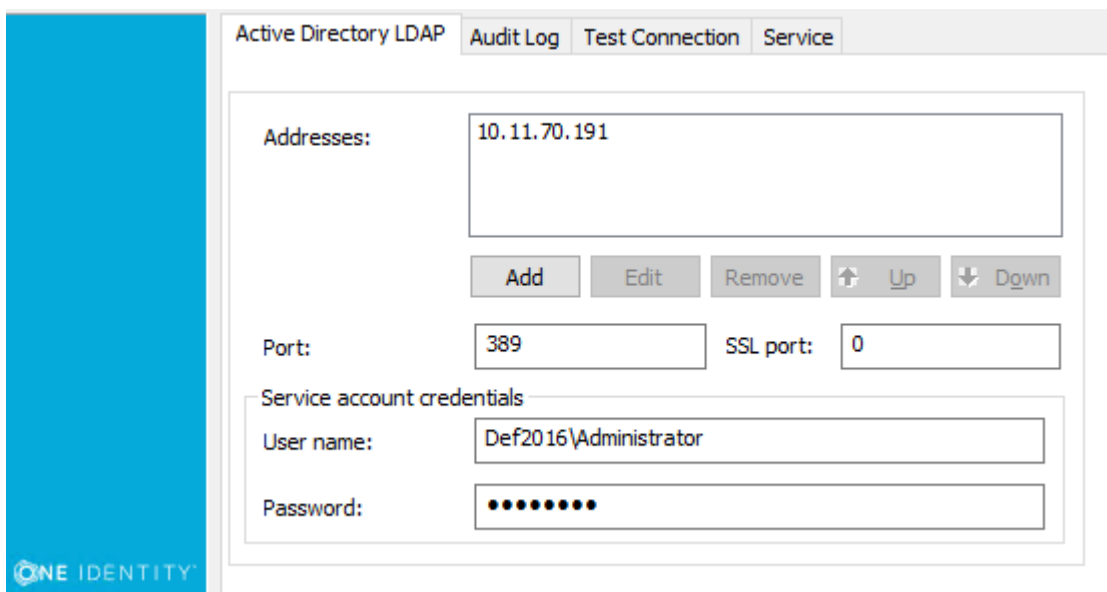 Active Directory LDAP Audit Log Test Connection Service
Addresses: 10.11.70.191
Add Edit Remove Up Down
Port: 389 SSL port: 0
Service account credentials
User name: Def2016\Administrator
Password: ●●●●●●●●
ONE IDENTITY